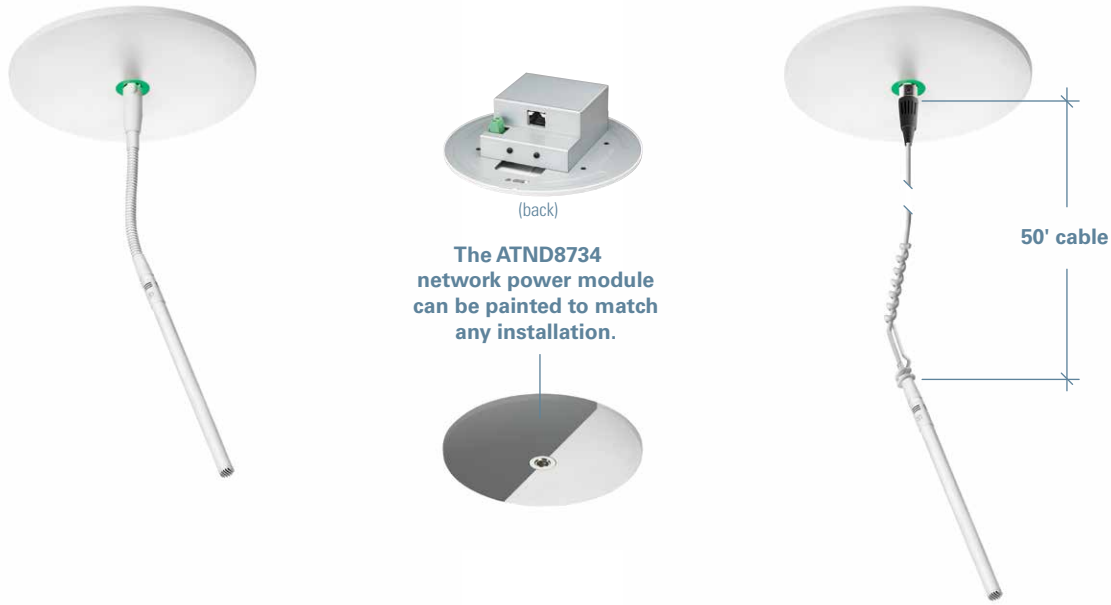 (back)
The ATND8734
network power module
can be painted to match
any installation.
50' cable